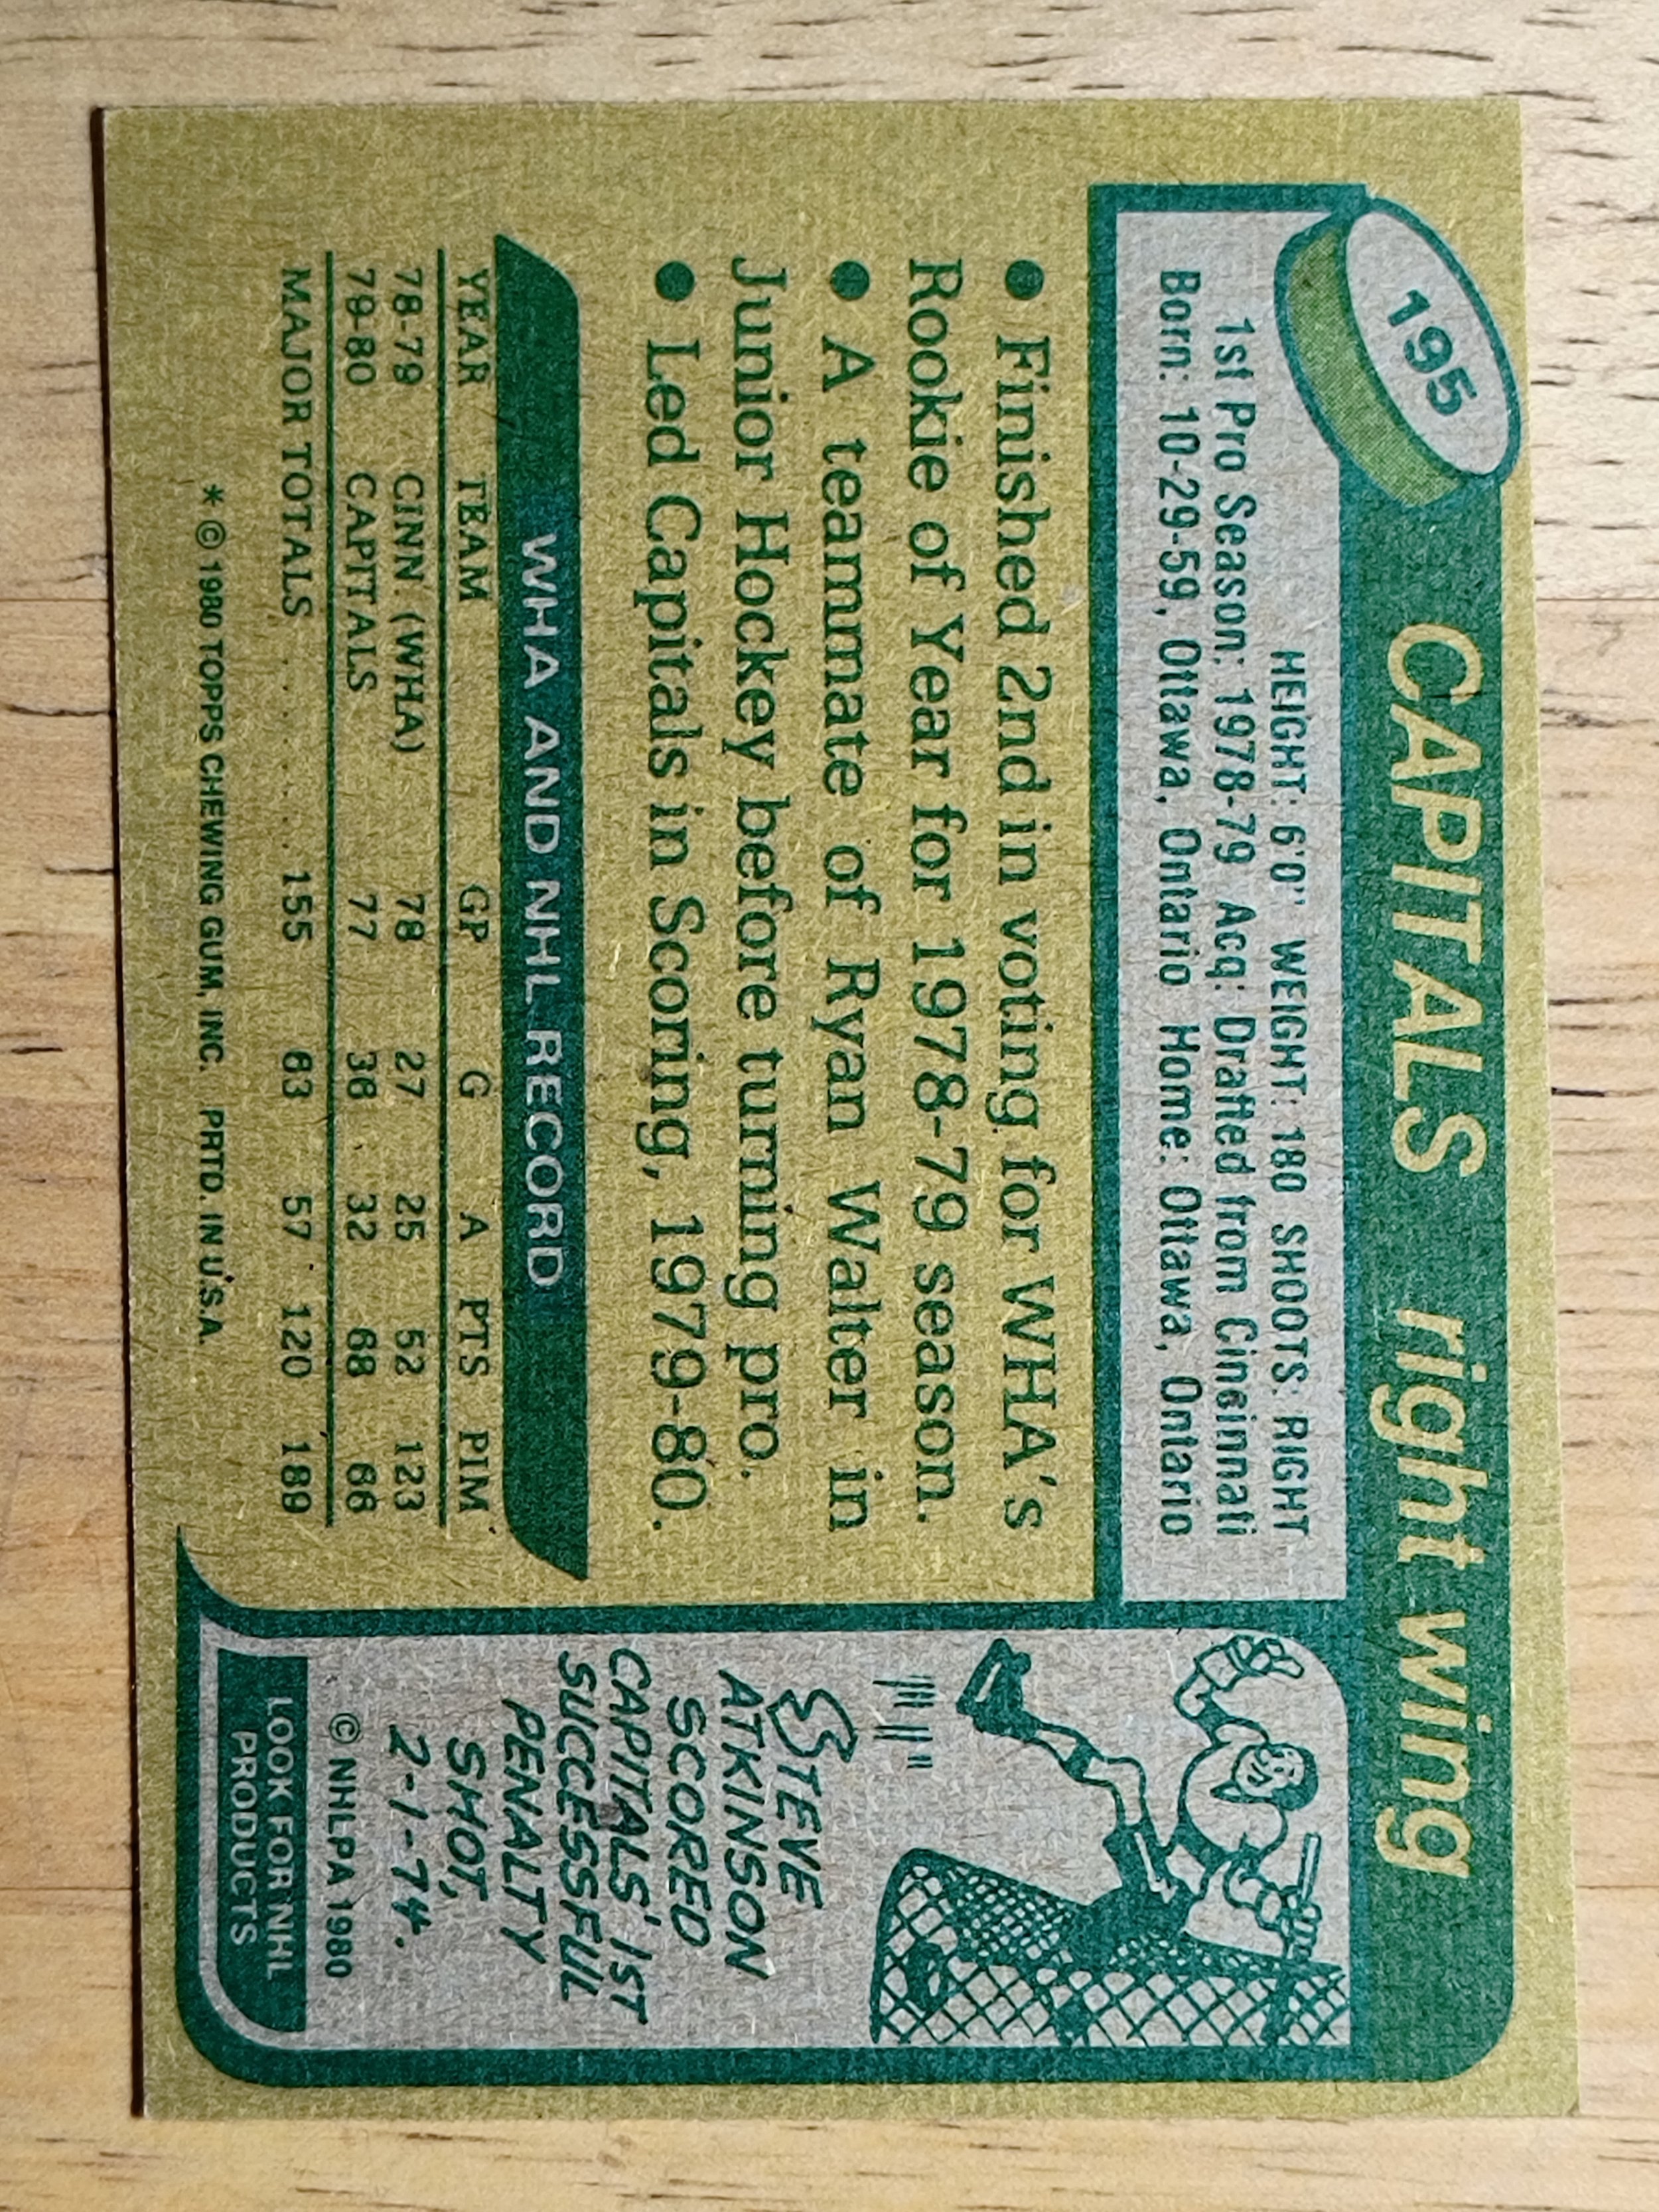 195
CAPITALS right wing
HEIGHT: 6'0" WEIGHT: 180 SHOOTS: RIGHT
1st Pro Season: 1978-79 Acq: Drafted from Cincinnati
Born: 10-29-59, Ottawa, Ontario Home: Ottawa, Ontario
• Finished 2nd in voting for WHA's
Rookie of Year for 1978-79 season.
• A teammate of Ryan Walter in
Junior Hockey before turning pro.
• Led Capitals in Scoring, 1979-80.
WHA AND NHL RECORD
YEAR TEAM GP G A PTS PIM
78-79 CINN. (WHA) 78 27 25 52 123
79-80 CAPITALS 77 36 32 68 66
MAJOR TOTALS . . . . . . . 155 63 57 120 189
* © 1980 TOPPS CHEWING GUM, INC. PRTD. IN U.S.A.
STEVE
ATKINSON
SCORED
CAPITALS' 1ST
SUCCESSFUL
PENALTY
SHOT,
2-1-74.
© NHLPA 1980
LOOK FOR NHL
PRODUCTS